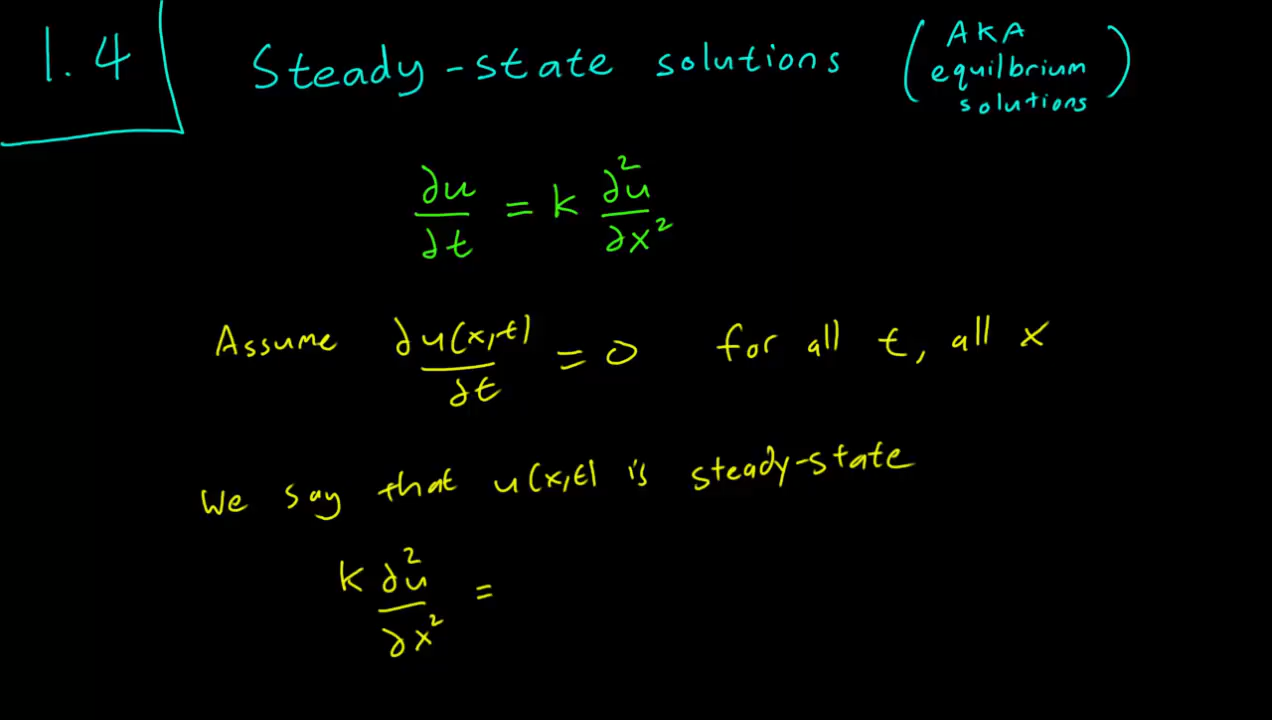 1.4 Steady-state solutions (AKA equilbrium solutions)
∂u/∂t = k ∂²u/∂x²
Assume ∂u(x,t)/∂t = 0 for all t, all x
We say that u(x,t) is steady-state
k ∂²u/∂x² =